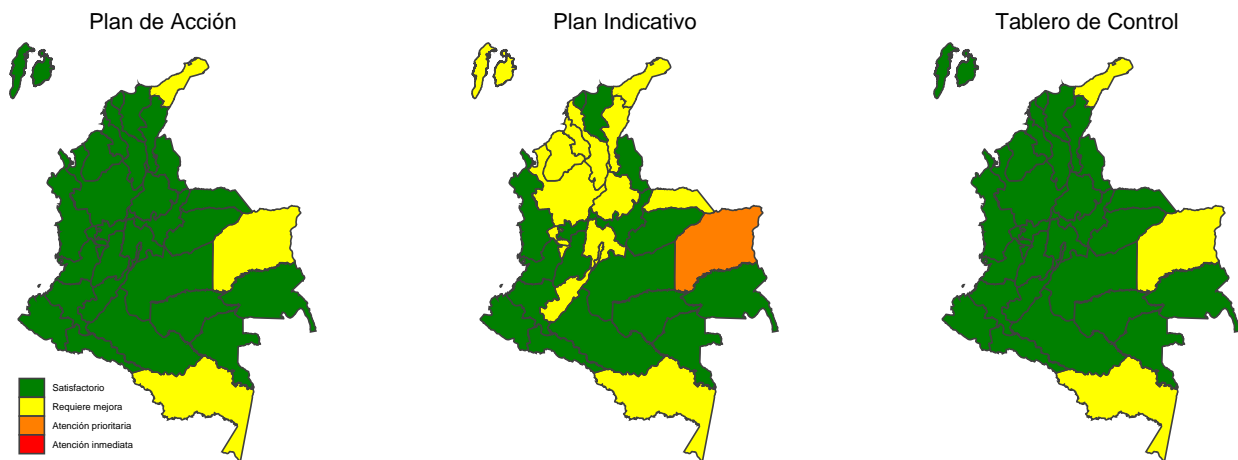 Plan de Acción
Plan Indicativo
Tablero de Control
Satisfactorio
Requiere mejora
Atención prioritaria
Atención inmediata